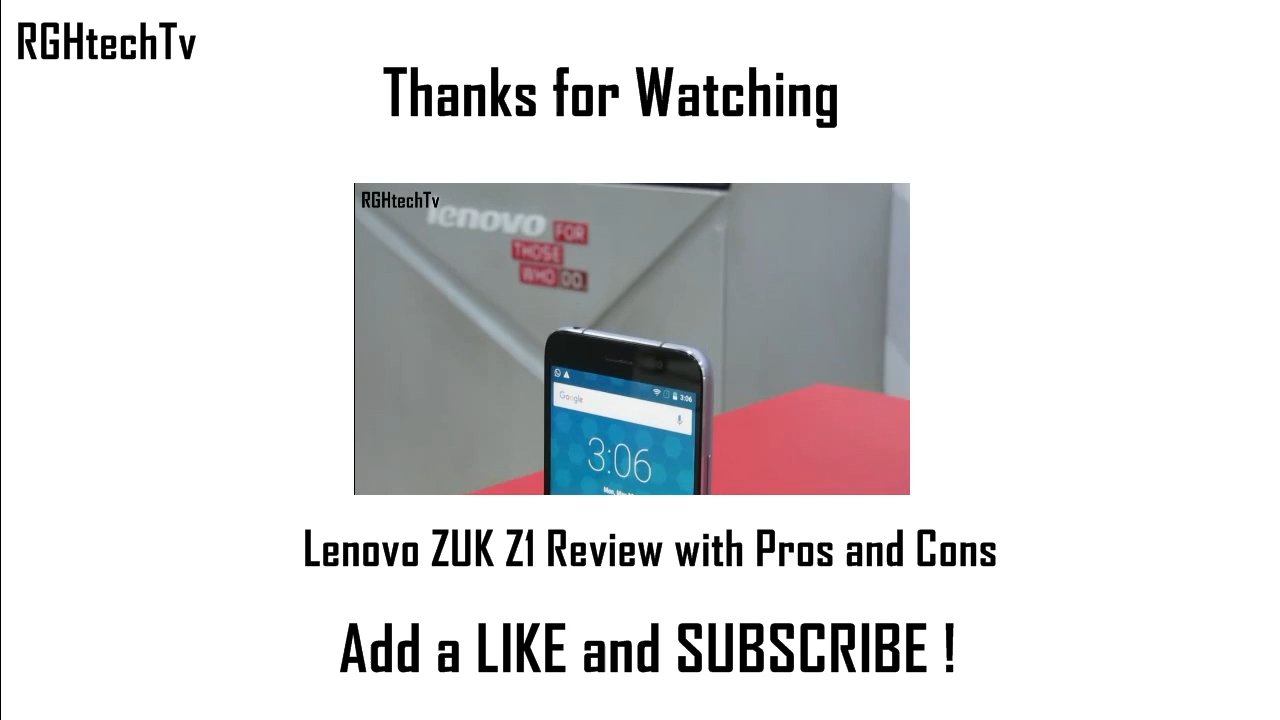 RGHtechTv
Thanks for Watching
RGHtechTv
lenovo FOR
THOSE
WHO DO.
Google
3:06
3:06
Lenovo ZUK Z1 Review with Pros and Cons
Add a LIKE and SUBSCRIBE !